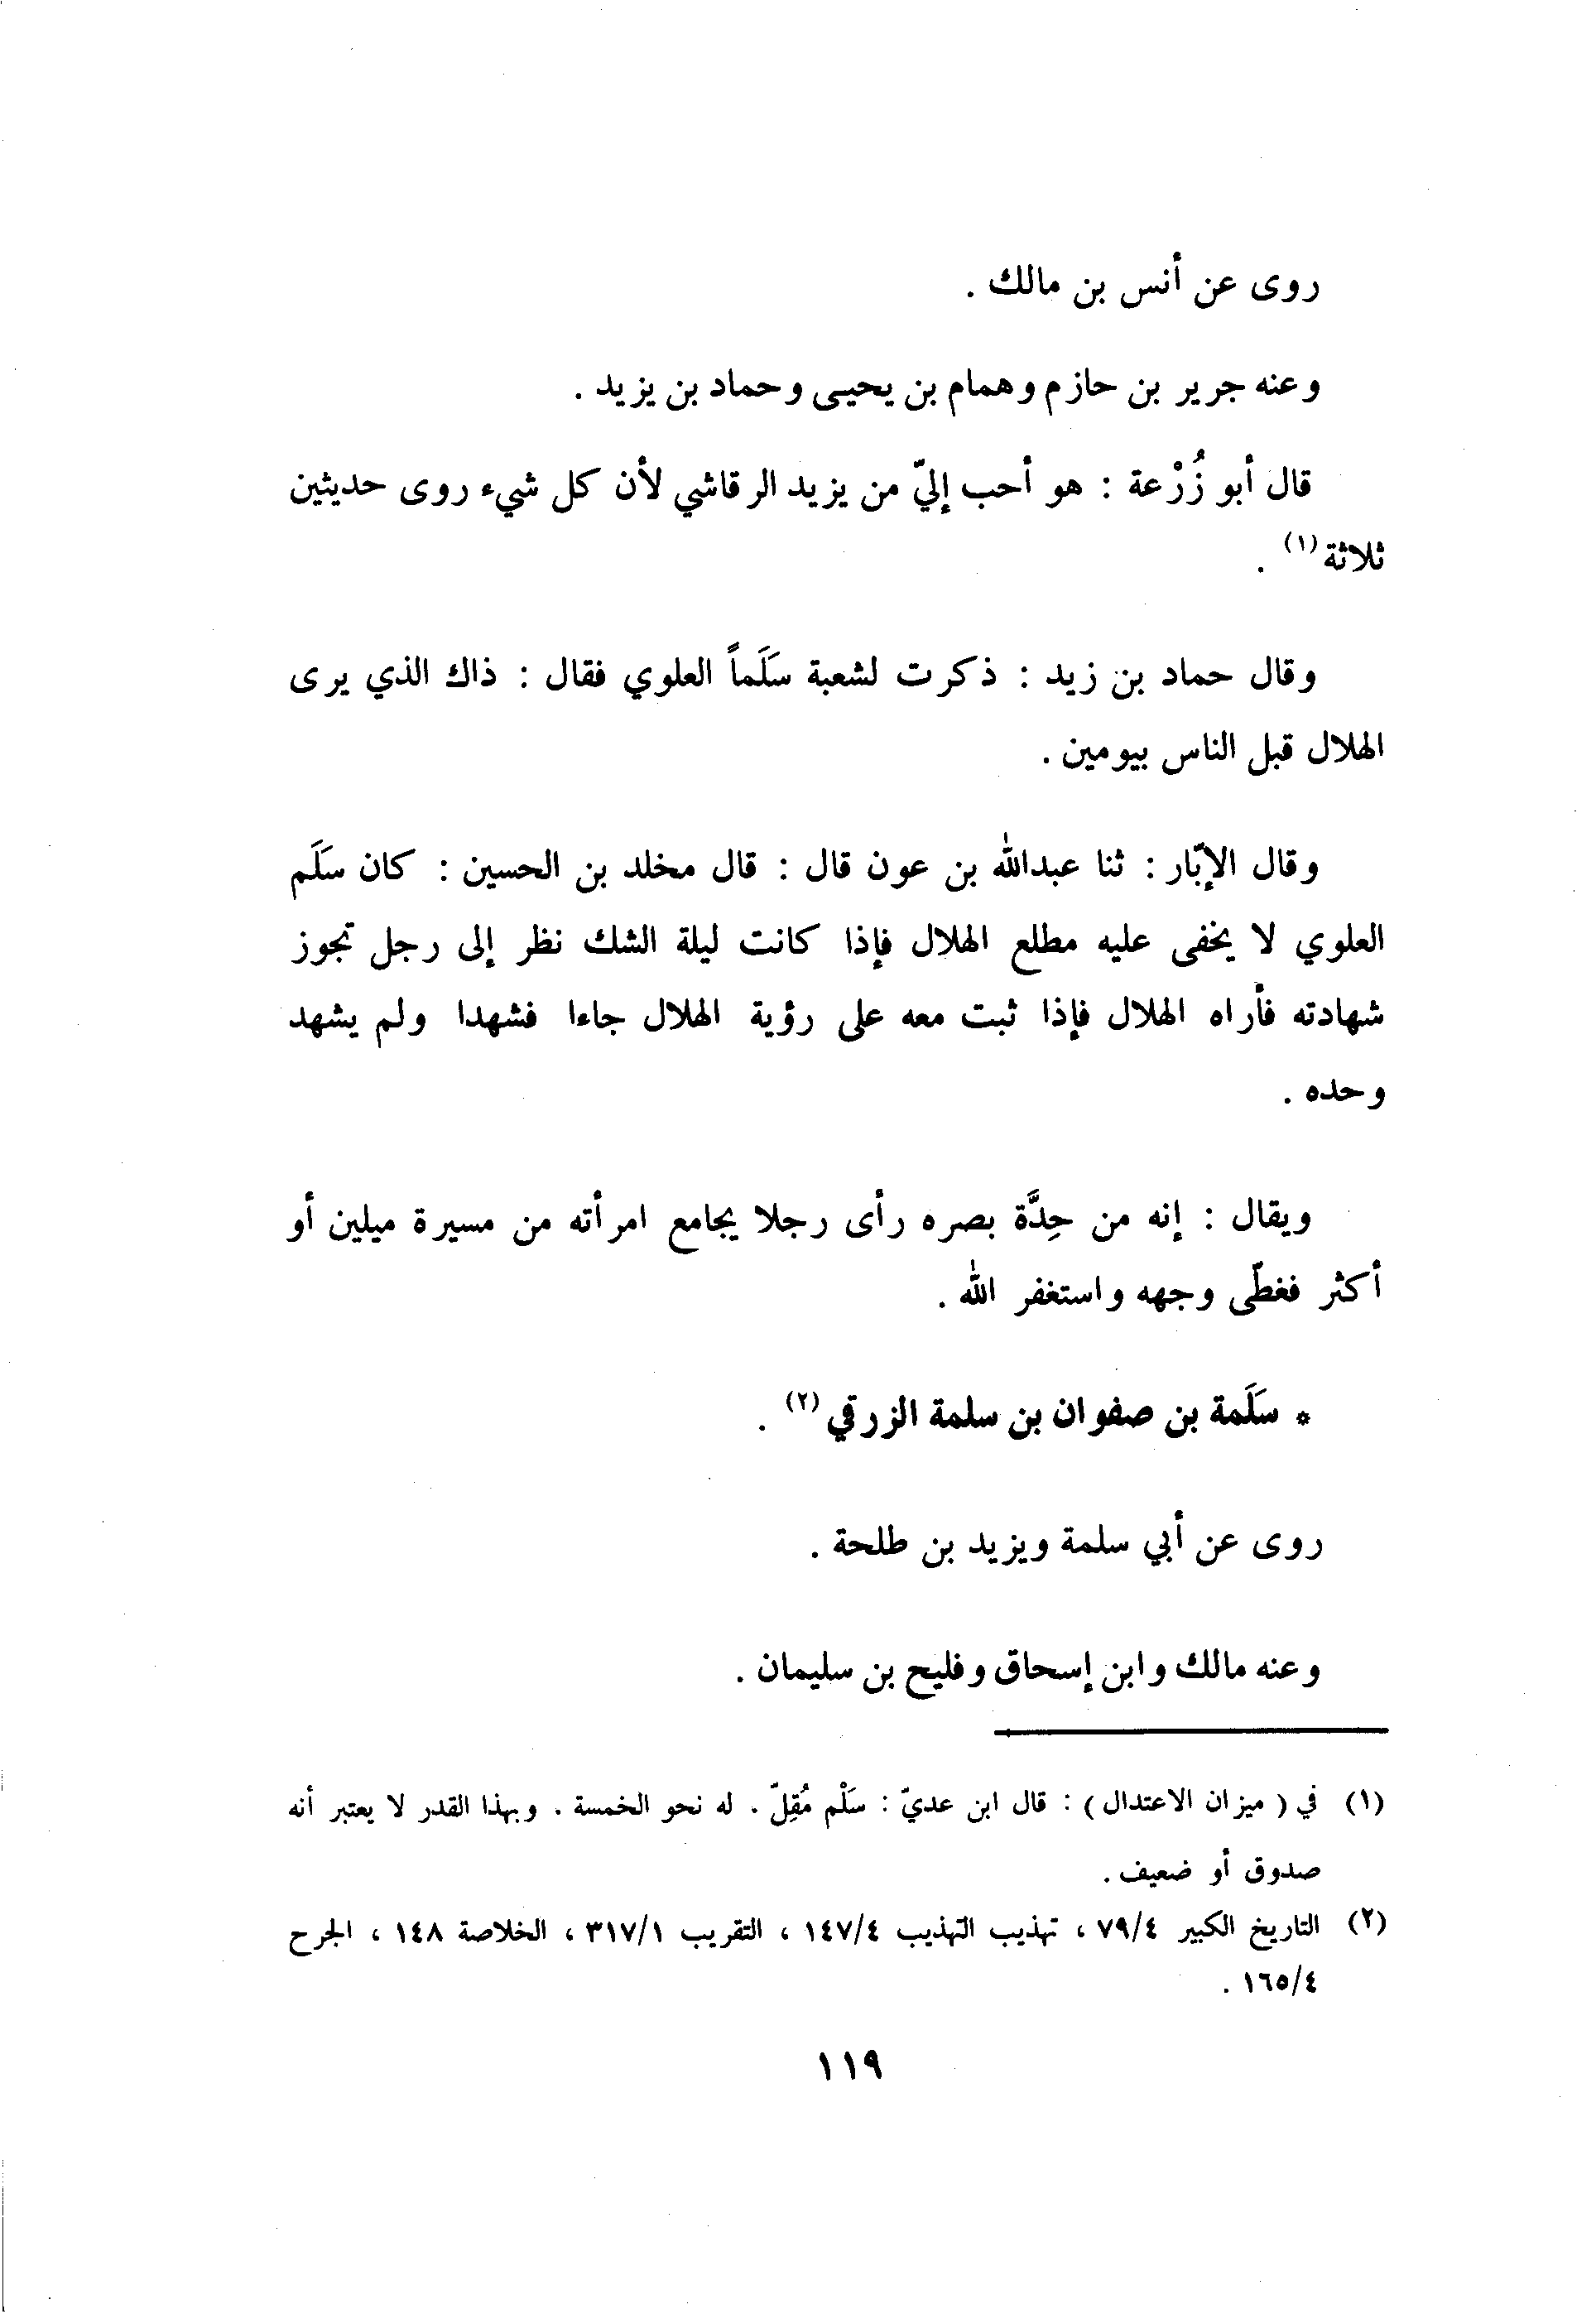 روى عن أنس بن مالك .
وعنه جرير بن حازم وهمام بن يحيى وحماد بن يزيد .
قال أبو زُرْعة : هو أحب إليّ من يزيد الرقاشي لأن كل شيء روى حديثين
ثلاثة (١) .
وقال حماد بن زيد : ذكرت لشعبة سَلَماً العلوي فقال : ذاك الذي يرى
الهلال قبل الناس بيومين .
وقال الإبّار : ثنا عبدالله بن عون قال : قال مخلد بن الحسين : كان سَلَم
العلوي لا يخفى عليه مطلع الهلال فإذا كانت ليلة الشك نظر إلى رجل تجوز
شهادته فأراه الهلال فإذا ثبت معه على رؤية الهلال جاءا فشهدا ولم يشهد
وحده .
ويقال : إنه من حِدَّة بصره رأى رجلا يجامع امرأته من مسيرة ميلين أو
أكثر فغطّى وجهه واستغفر الله .
* سَلَمة بن صفوان بن سلمة الزرقي (٢) .
روى عن أبي سلمة ويزيد بن طلحة .
وعنه مالك وابن إسحاق وفليح بن سليمان .
(١) في ( ميزان الاعتدال ) : قال ابن عديّ : سَلْم مُقِلّ . له نحو الخمسة . وبهذا القدر لا يعتبر أنه
صدوق أو ضعيف .
(٢) التاريخ الكبير ٧٩/٤ ، تهذيب التهذيب ١٤٧/٤ ، التقريب ٣١٧/١ ، الخلاصة ١٤٨ ، الجرح
١٦٥/٤ .
١١٩